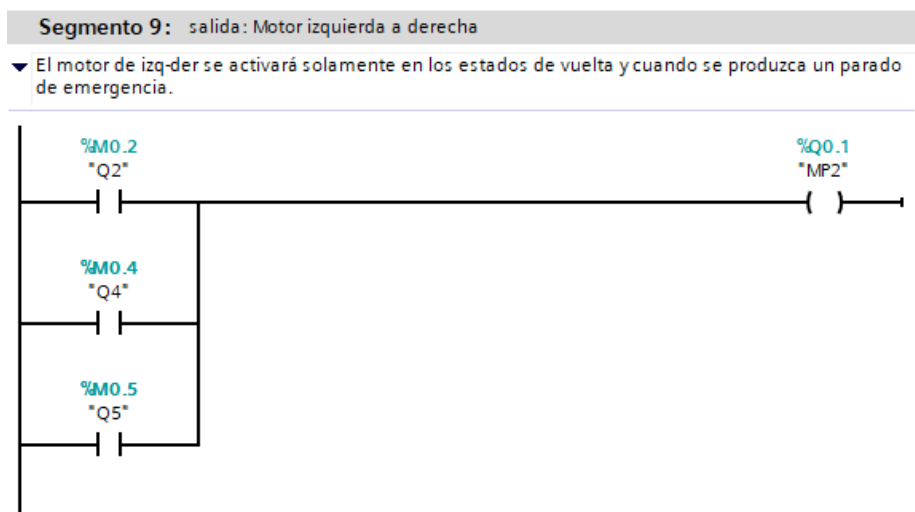 Segmento 9: salida: Motor izquierda a derecha
El motor de izq-der se activará solamente en los estados de vuelta y cuando se produzca un parado
de emergencia.
%M0.2
"Q2"
%Q0.1
"MP2"
%M0.4
"Q4"
%M0.5
"Q5"